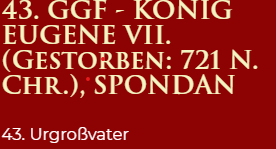 43. GGF - KÖNIG
EUGENE VII.
(GESTORBEN: 721 N.
CHR.), SPONDAN
43. Urgroßvater